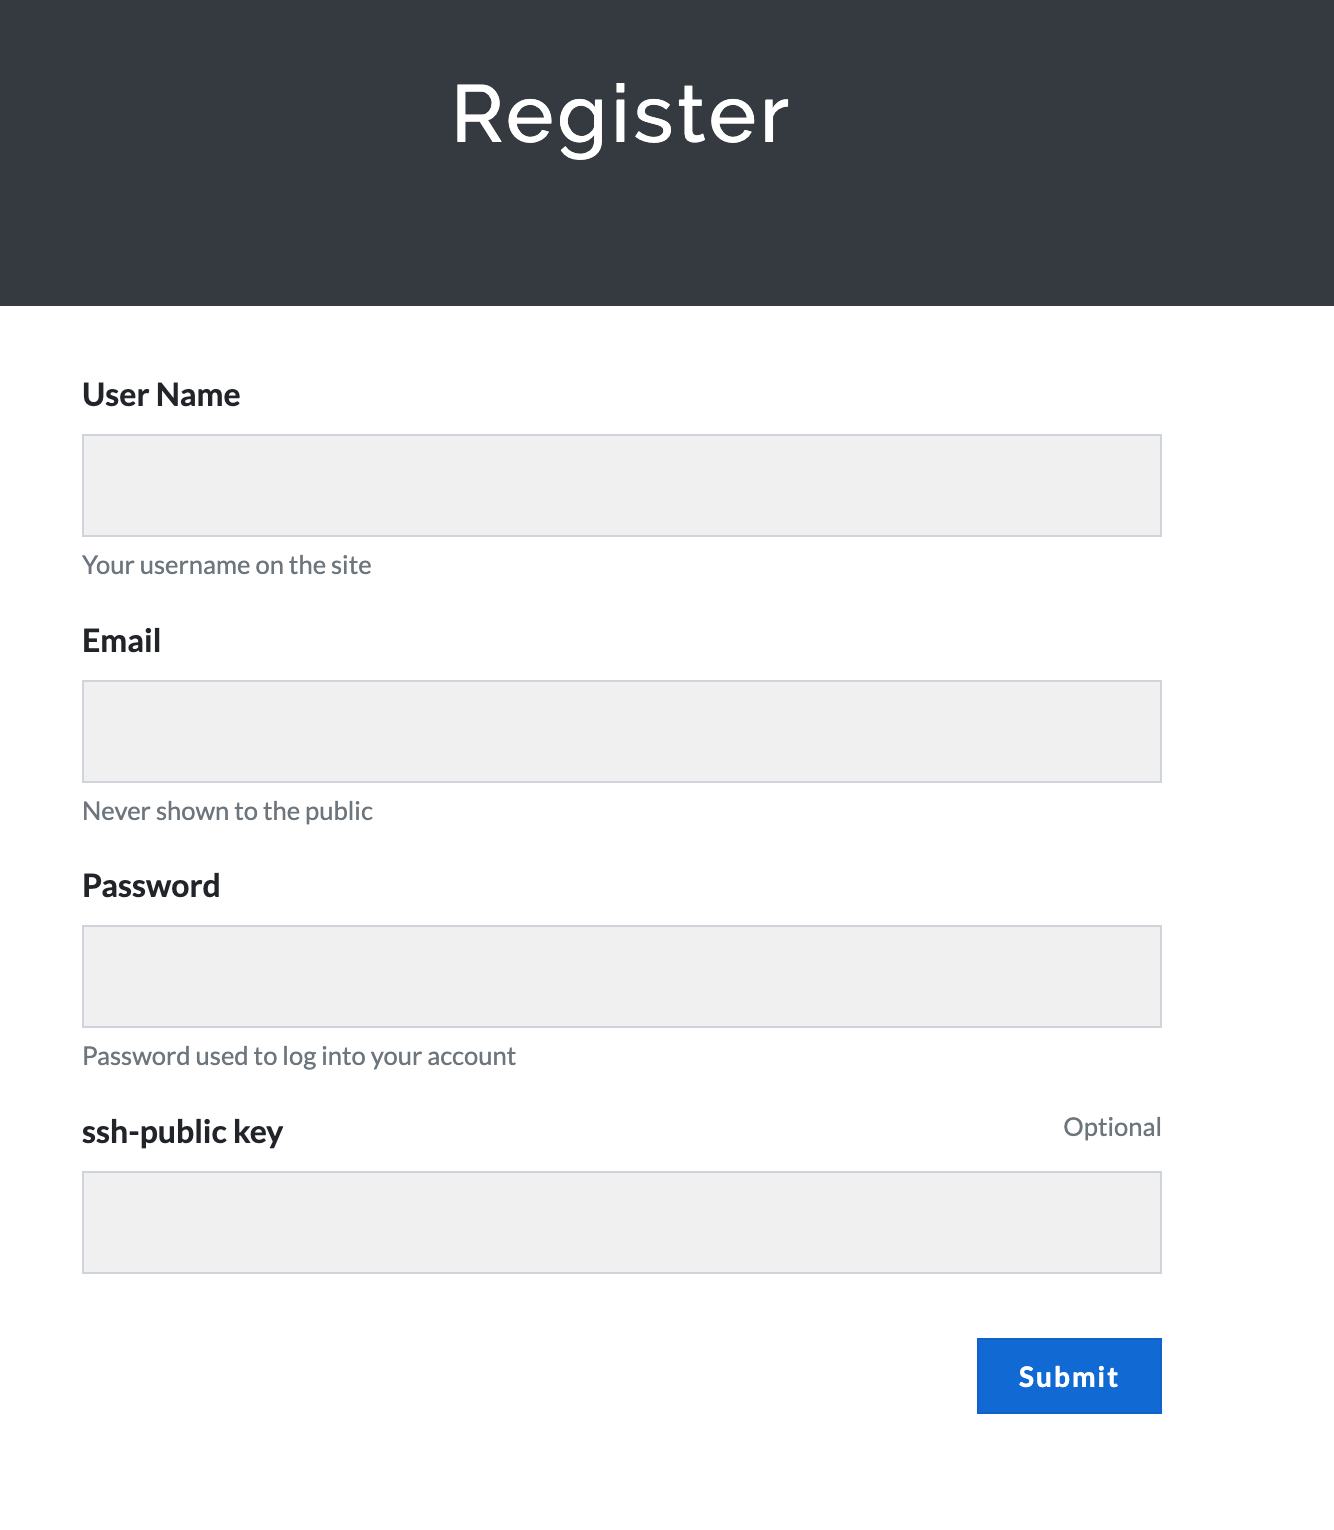 Register
User Name
Your username on the site
Email
Never shown to the public
Password
Password used to log into your account
ssh-public key
Optional
Submit